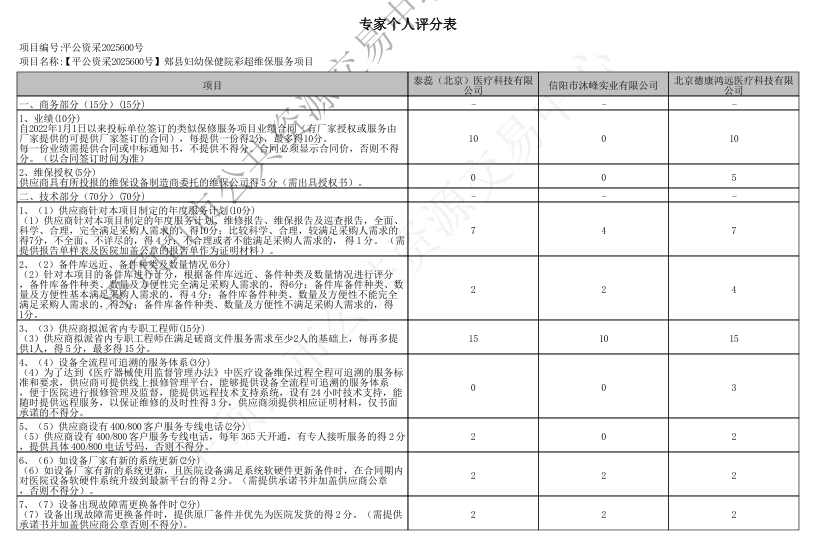 专家个人评分表
项目编号:平公资采2025600号
项目名称:【平公资采2025600号】郏县妇幼保健院彩超维保服务项目
项目 泰蕊（北京）医疗科技有限公司 信阳市沐峰实业有限公司 北京德康鸿远医疗科技有限公司
一、商务部分（15分）(15分) - - -
1、业绩(10分)
自2022年1月1日以来投标单位签订的类似保修服务项目业绩合同（有厂家授权或服务由
厂家提供的可提供厂家签订的合同），每提供一份得2分，最多得10分。
每一份业绩需提供合同或中标通知书，不提供不得分。合同必须显示合同价，否则不得
分。（以合同签订时间为准）
10 0 10
2、维保授权(5分)
供应商具有所投报的维保设备制造商委托的维保公司得 5 分（需出具授权书）。
0 0 5
二、技术部分（70分）(70分) - - -
1、（1）供应商针对本项目制定的年度服务计划(10分)
（1）供应商针对本项目制定的年度服务计划，维修报告、维保报告及巡查报告，全面、
科学、合理，完全满足采购人需求的，得10分；比较科学、合理，较满足采购人需求的
得7分，不全面、不详尽的，得 4 分；不合理或者不能满足采购人需求的， 得 1 分。 （需
提供报告单样表及医院加盖公章的报告单作为证明材料）。
7 4 7
2、（2）备件库远近、备件种类及数量情况(6分)
（2）针对本项目的备件库进行计分，根据备件库远近、备件种类及数量情况进行评分
，备件库备件种类、数量及方便性完全满足采购人需求的，得6分；备件库备件种类、数
量及方便性基本满足采购人需求的，得 4 分；备件库备件种类、数量及方便性不能完全
满足采购人需求的，得2分；备件库备件种类、数量及方便性不满足采购人需求的，得
1分。
2 2 4
3、（3）供应商拟派省内专职工程师(15分)
（3）供应商拟派省内专职工程师在满足磋商文件服务需求至少2人的基础上，每再多提
供1人，得 5 分，最多得 15 分。
15 10 15
4、（4）设备全流程可追溯的服务体系(3分)
（4）为了达到《医疗器械使用监督管理办法》中医疗设备维保过程全程可追溯的服务标
准和要求，供应商可提供线上报修管理平台，能够提供设备全流程可追溯的服务体系
，便于医院进行报修管理及监督，能提供远程技术支持系统，设有 24 小时技术支持，能
随时提供远程服务，以保证维修的及时性得 3 分，供应商须提供相应证明材料，仅书面
承诺的不得分。
0 0 3
5、（5）供应商设有 400/800 客户服务专线电话(2分)
（5）供应商设有 400/800 客户服务专线电话，每年 365 天开通，有专人接听服务的得 2 分
，提供具体 400/800 电话号码，否则不得分。
2 0 2
6、（6）如设备厂家有新的系统更新(2分)
（6）如设备厂家有新的系统更新，且医院设备满足系统软硬件更新条件时，在合同期内
对医院设备软硬件系统升级到最新平台的得 2 分。（需提供承诺书并加盖供应商公章
，否则不得分）。
2 2 2
7、（7）设备出现故障需更换备件时(2分)
（7）设备出现故障需更换备件时，提供原厂备件并优先为医院发货的得 2 分。（需提供
承诺书并加盖供应商公章否则不得分)。
2 2 2